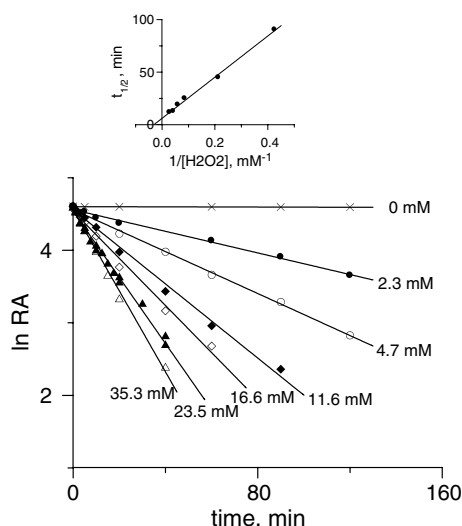 100
50
0
t1/2, min
0.0 0.2 0.4
1/[H2O2], mM-1
0 mM
4
2.3 mM
ln RA
4.7 mM
2
11.6 mM
16.6 mM
23.5 mM
35.3 mM
0 80 160
time, min